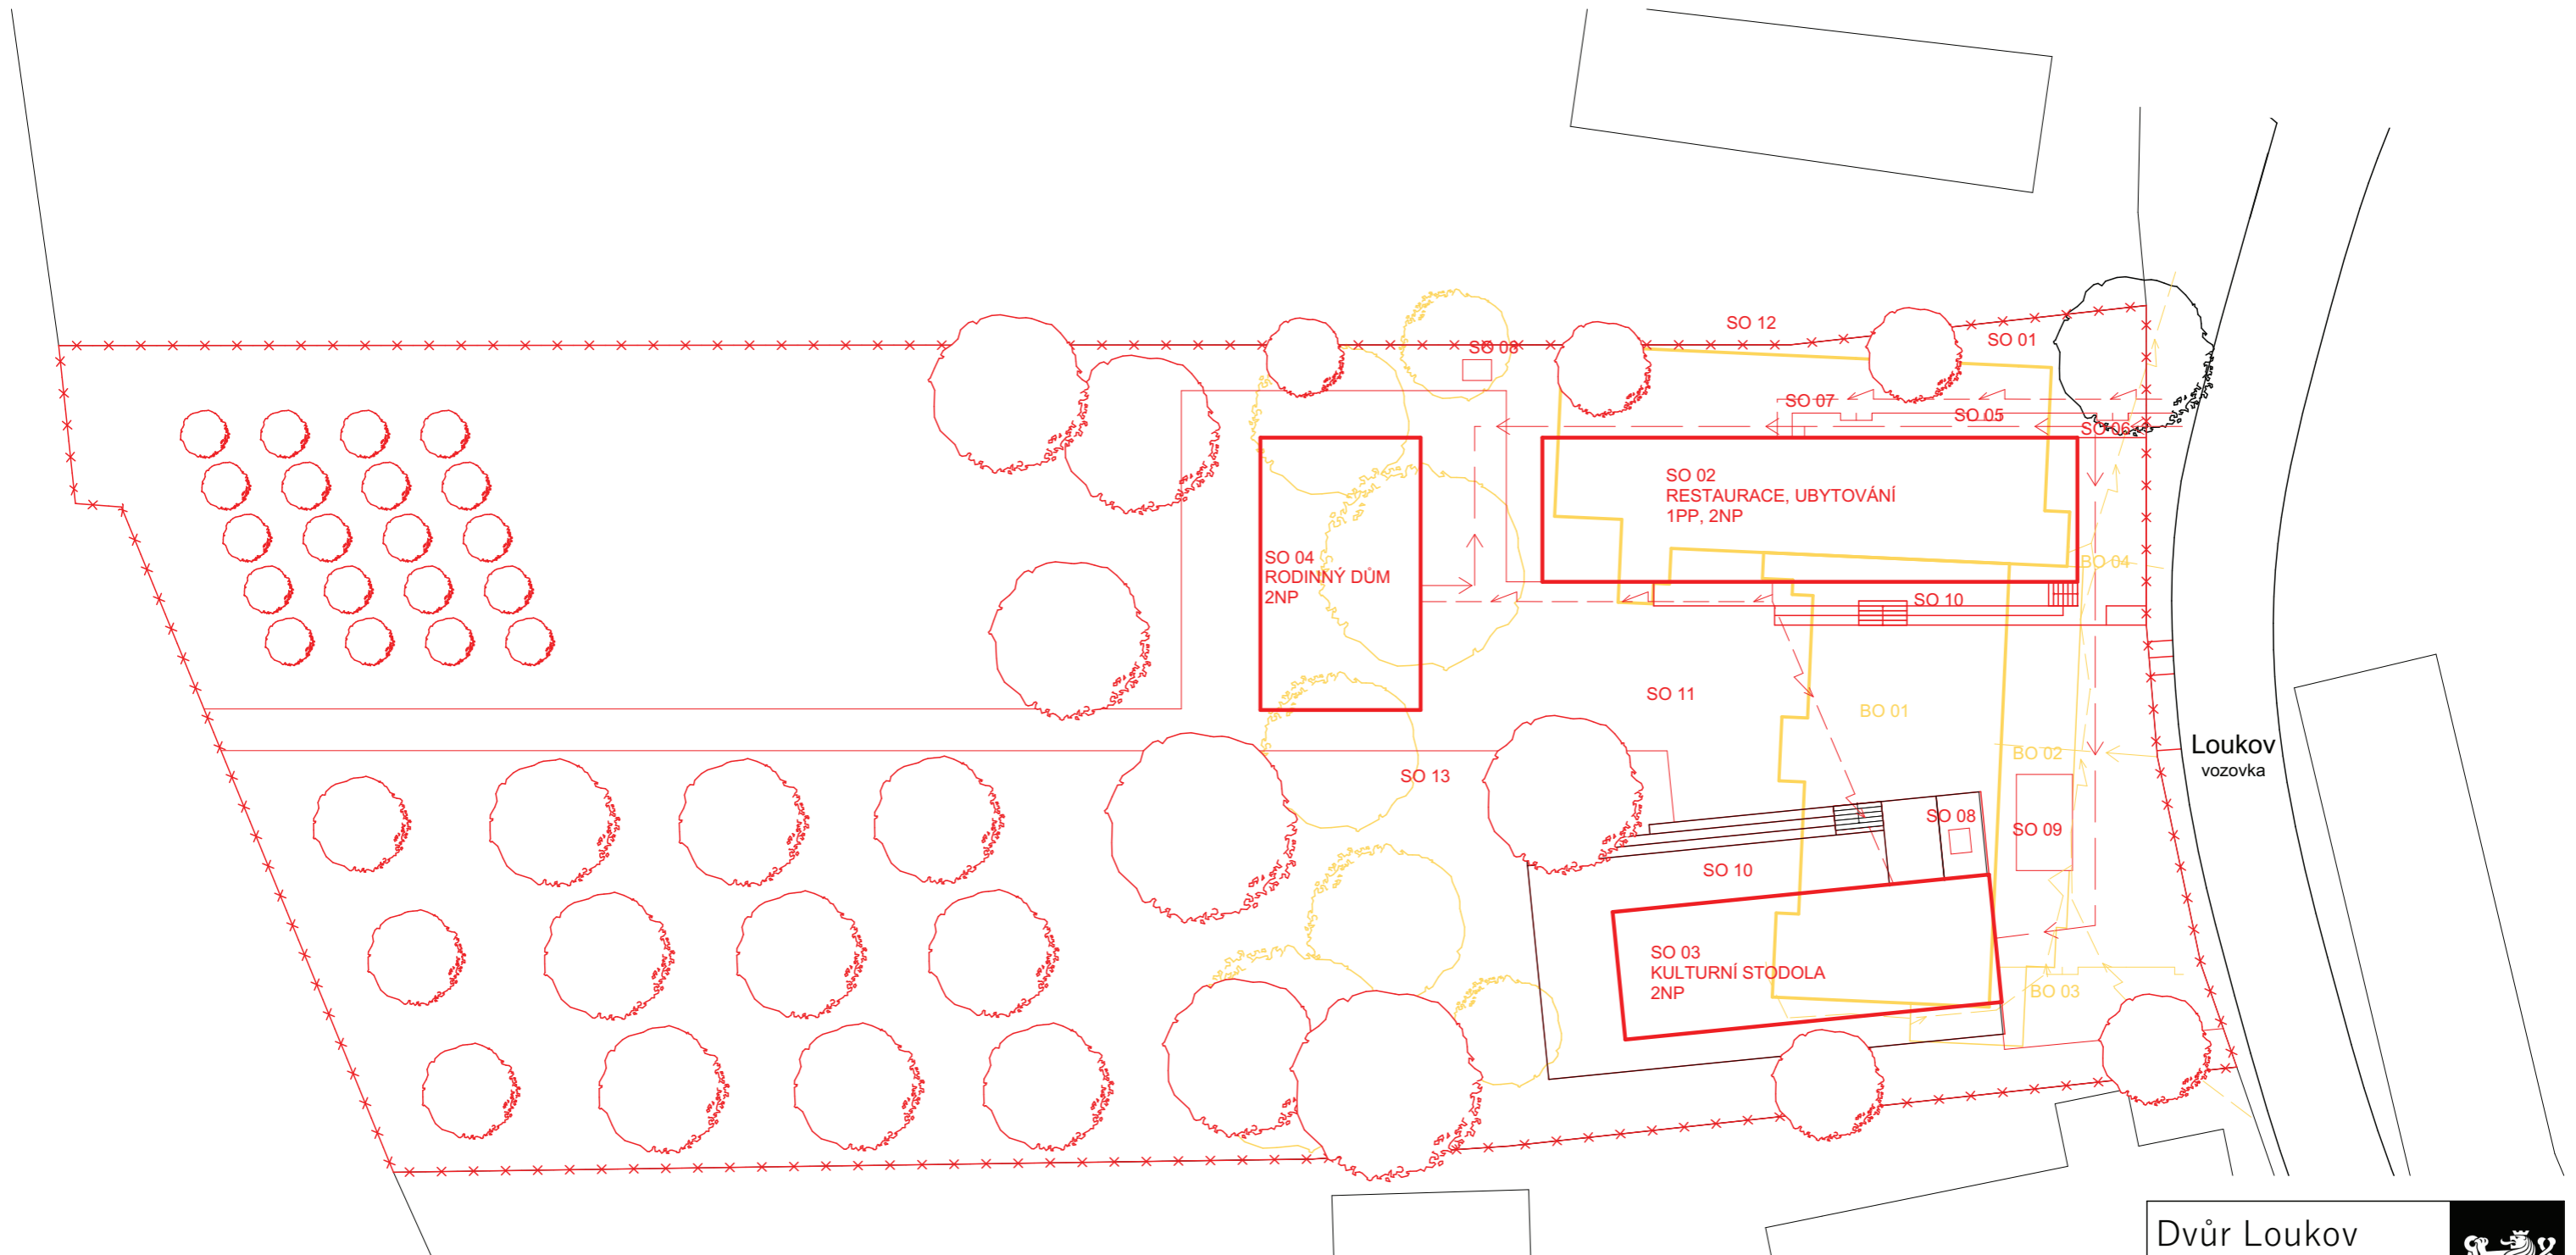 SO 12
SO 01
SO 08
SO 07
SO 05
SO 06
SO 02
RESTAURACE, UBYTOVÁNÍ
1PP, 2NP
SO 04
RODINNÝ DŮM
2NP
BO 04
SO 10
SO 11
BO 01
BO 02
Loukov
vozovka
SO 13
SO 08
SO 09
SO 10
SO 03
KULTURNÍ STODOLA
2NP
BO 03
Dvůr Loukov